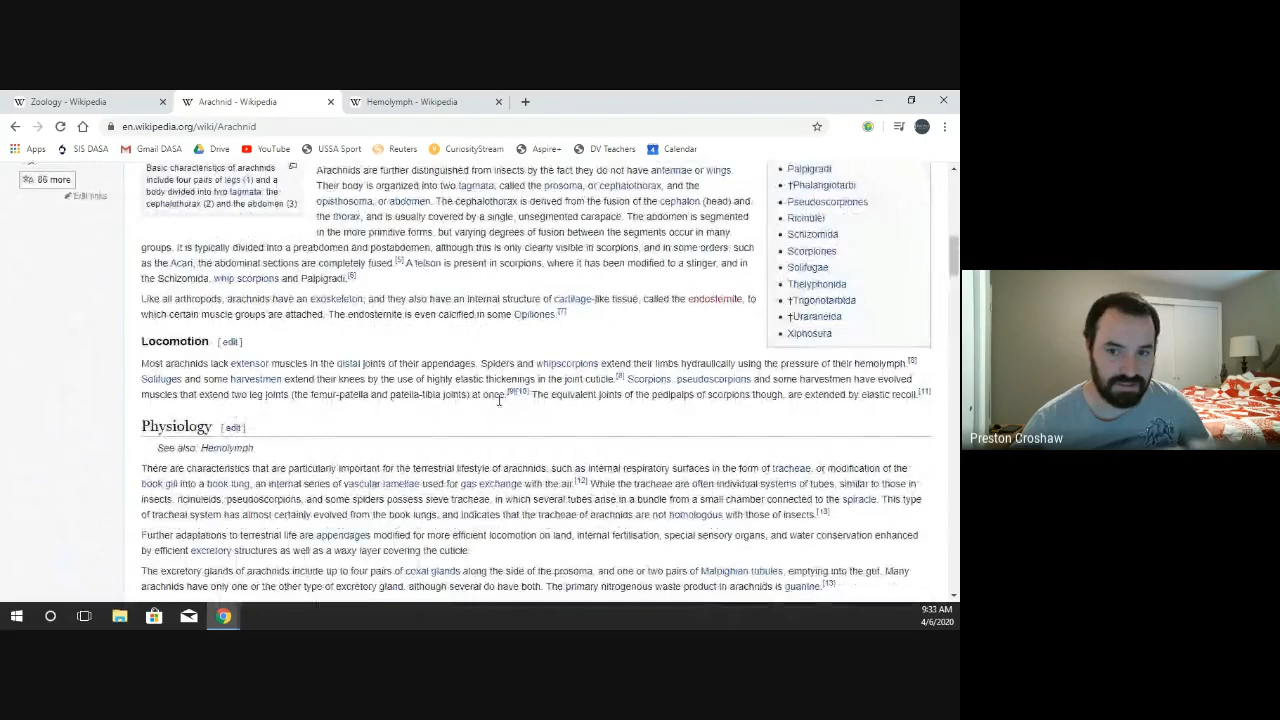 Zoology - Wikipedia
Arachnid - Wikipedia
Hemolymph - Wikipedia
en.wikipedia.org/wiki/Arachnid
Apps SIS DASA Gmail DASA Drive YouTube USSA Sport Reuters CuriosityStream Aspire+ DV Teachers Calendar
86 more
Edit links
Basic characteristics of arachnids
include four pairs of legs (1) and a
body divided into two tagmata: the
cephalothorax (2) and the abdomen (3)
Arachnids are further distinguished from insects by the fact they do not have antennae or wings.
Their body is organized into two tagmata, called the prosoma, or cephalothorax, and the
opisthosoma, or abdomen. The cephalothorax is derived from the fusion of the cephalon (head) and
the thorax, and is usually covered by a single, unsegmented carapace. The abdomen is segmented
in the more primitive forms, but varying degrees of fusion between the segments occur in many
groups. It is typically divided into a preabdomen and postabdomen, although this is only clearly visible in scorpions, and in some orders, such
as the Acari, the abdominal sections are completely fused.[5] A telson is present in scorpions, where it has been modified to a stinger, and in
the Schizomida, whip scorpions and Palpigradi.[6]
Like all arthropods, arachnids have an exoskeleton, and they also have an internal structure of cartilage-like tissue, called the endosternite, to
which certain muscle groups are attached. The endosternite is even calcified in some Opiliones.[7]
Palpigradi
†Phalangiotarbi
Pseudoscorpiones
Ricinulei
Schizomida
Scorpiones
Solifugae
Thelyphonida
†Trigonotarbida
†Uraraneida
Xiphosura
Locomotion [ edit ]
Most arachnids lack extensor muscles in the distal joints of their appendages. Spiders and whipscorpions extend their limbs hydraulically using the pressure of their hemolymph.[8]
Solifuges and some harvestmen extend their knees by the use of highly elastic thickenings in the joint cuticle.[8] Scorpions, pseudoscorpions and some harvestmen have evolved
muscles that extend two leg joints (the femur-patella and patella-tibia joints) at once.[9][10] The equivalent joints of the pedipalps of scorpions though, are extended by elastic recoil.[11]
Physiology [ edit ]
See also: Hemolymph
There are characteristics that are particularly important for the terrestrial lifestyle of arachnids, such as internal respiratory surfaces in the form of tracheae, or modification of the
book gill into a book lung, an internal series of vascular lamellae used for gas exchange with the air.[12] While the tracheae are often individual systems of tubes, similar to those in
insects, ricinuleids, pseudoscorpions, and some spiders possess sieve tracheae, in which several tubes arise in a bundle from a small chamber connected to the spiracle. This type
of tracheal system has almost certainly evolved from the book lungs, and indicates that the tracheae of arachnids are not homologous with those of insects.[13]
Further adaptations to terrestrial life are appendages modified for more efficient locomotion on land, internal fertilisation, special sensory organs, and water conservation enhanced
by efficient excretory structures as well as a waxy layer covering the cuticle.
The excretory glands of arachnids include up to four pairs of coxal glands along the side of the prosoma, and one or two pairs of Malpighian tubules, emptying into the gut. Many
arachnids have only one or the other type of excretory gland, although several do have both. The primary nitrogenous waste product in arachnids is guanine.[13]
9:33 AM
4/6/2020
Preston Croshaw